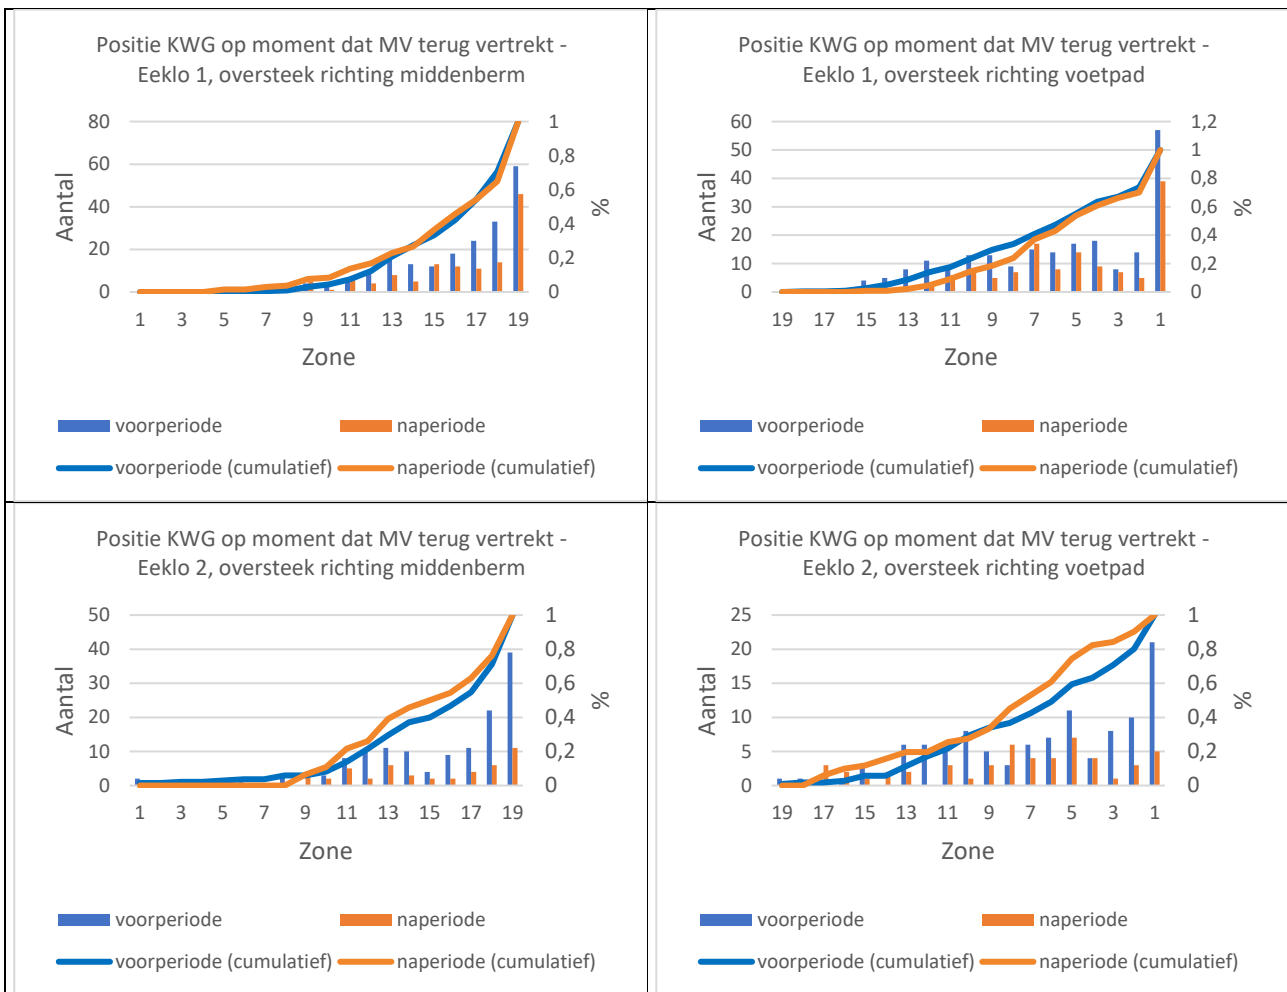 Positie KWG op moment dat MV terug vertrekt -
Eeklo 1, oversteek richting middenberm
80
60
40
20
0
1
0,8
0,6
0,4
0,2
0
Aantal
%
1 3 5 7 9 11 13 15 17 19
Zone
voorperiode naperiode
voorperiode (cumulatief) naperiode (cumulatief)
Positie KWG op moment dat MV terug vertrekt -
Eeklo 1, oversteek richting voetpad
60
50
40
30
20
10
0
1,2
1
0,8
0,6
0,4
0,2
0
Aantal
%
19 17 15 13 11 9 7 5 3 1
Zone
voorperiode naperiode
voorperiode (cumulatief) naperiode (cumulatief)
Positie KWG op moment dat MV terug vertrekt -
Eeklo 2, oversteek richting middenberm
50
40
30
20
10
0
1
0,8
0,6
0,4
0,2
0
Aantal
%
1 3 5 7 9 11 13 15 17 19
Zone
voorperiode naperiode
voorperiode (cumulatief) naperiode (cumulatief)
Positie KWG op moment dat MV terug vertrekt -
Eeklo 2, oversteek richting voetpad
25
20
15
10
5
0
1
0,8
0,6
0,4
0,2
0
Aantal
%
19 17 15 13 11 9 7 5 3 1
Zone
voorperiode naperiode
voorperiode (cumulatief) naperiode (cumulatief)